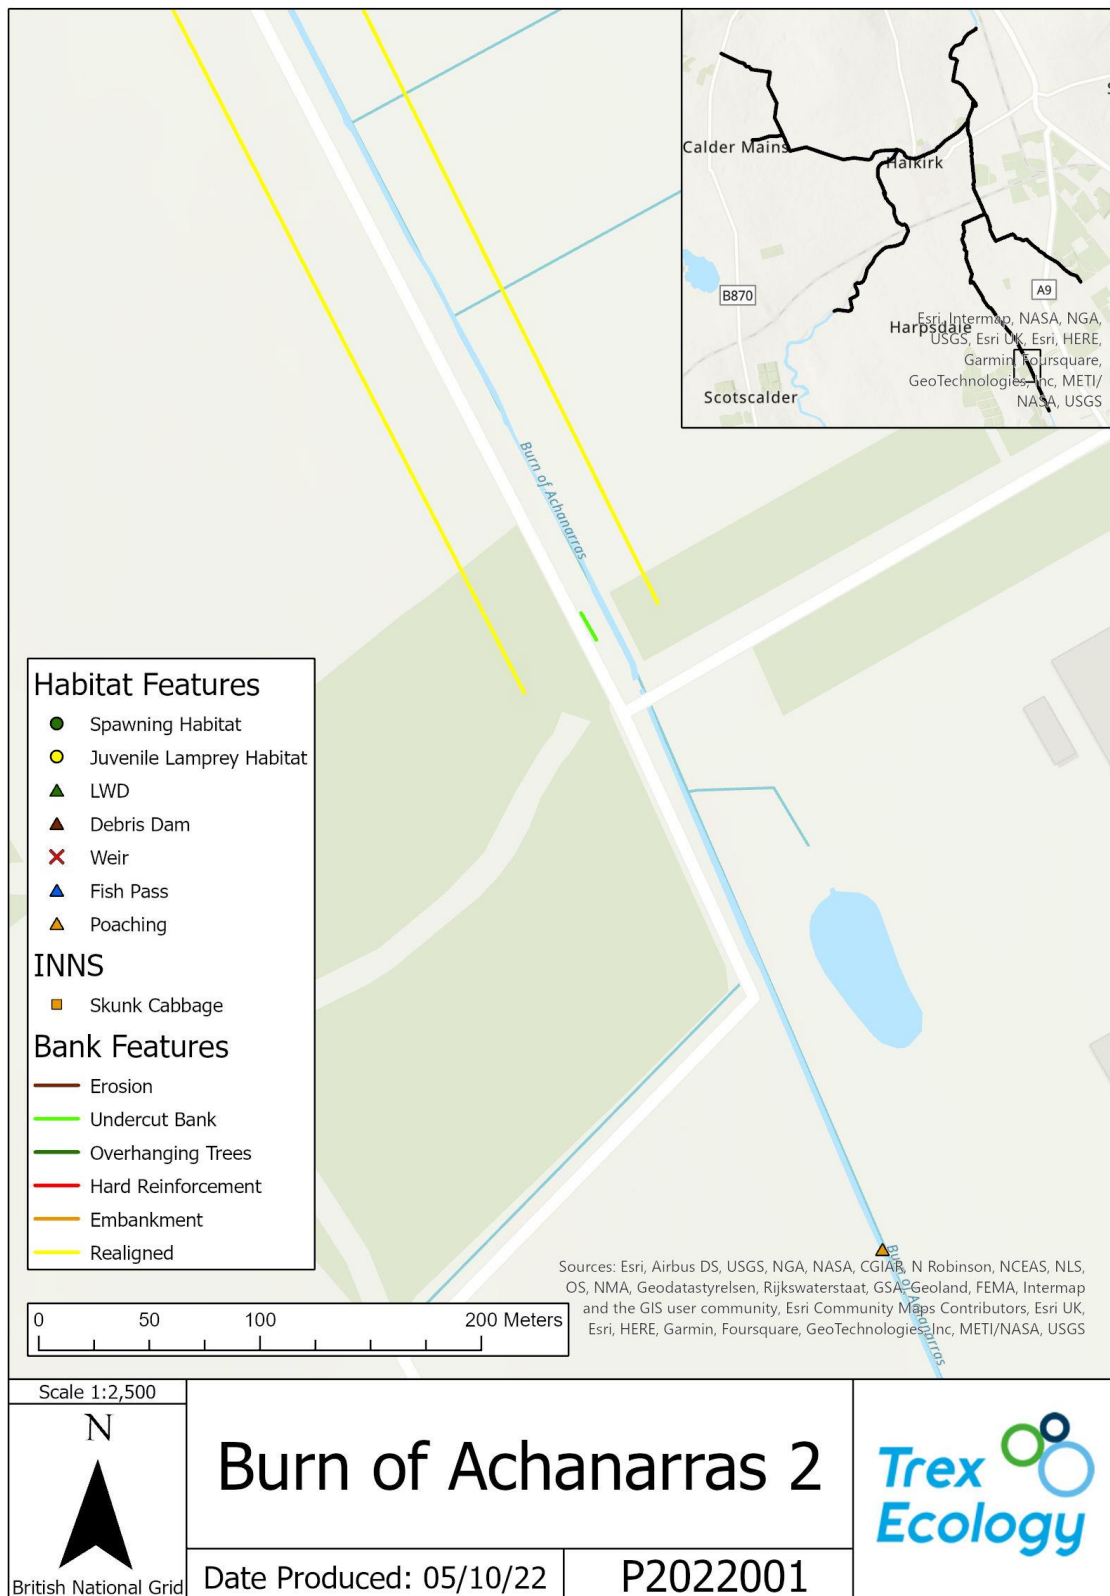 Calder Mains
Halkirk
B870
A9
Harpsdale
Scotscalder
Esri, Intermap, NASA, NGA,
USGS, Esri UK, Esri, HERE,
Garmin, Foursquare,
GeoTechnologies, Inc, METI/
NASA, USGS
S
Burn of Achanarras
Habitat Features
Spawning Habitat
Juvenile Lamprey Habitat
LWD
Debris Dam
Weir
Fish Pass
Poaching
INNS
Skunk Cabbage
Bank Features
Erosion
Undercut Bank
Overhanging Trees
Hard Reinforcement
Embankment
Realigned
Burn of Achanarras
Sources: Esri, Airbus DS, USGS, NGA, NASA, CGIAR, N Robinson, NCEAS, NLS,
OS, NMA, Geodatastyrelsen, Rijkswaterstaat, GSA, Geoland, FEMA, Intermap
and the GIS user community, Esri Community Maps Contributors, Esri UK,
Esri, HERE, Garmin, Foursquare, GeoTechnologies, Inc, METI/NASA, USGS
0 50 100 200 Meters
Scale 1:2,500
N
British National Grid
Burn of Achanarras 2
Date Produced: 05/10/22
P2022001
Trex
Ecology